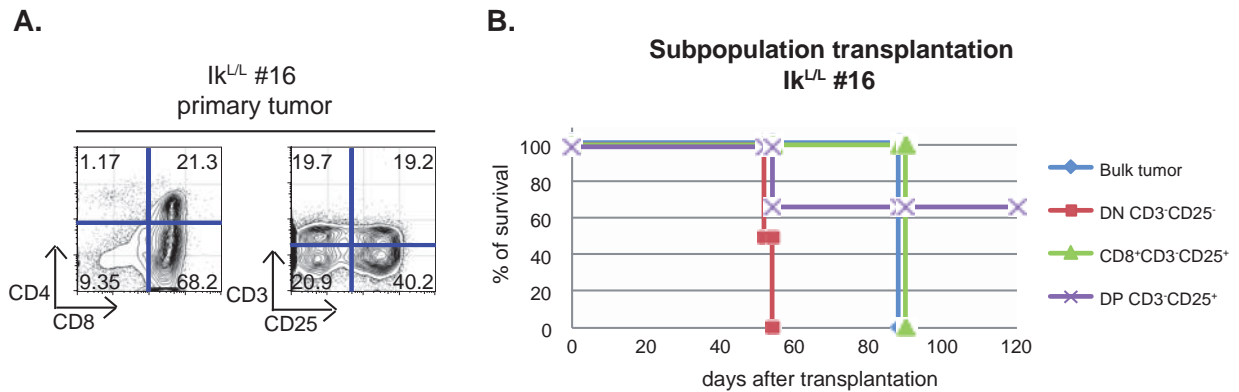 A.
Ik^L/L #16
primary tumor
1.17 21.3
9.35 68.2
CD4
CD8
19.7 19.2
20.9 40.2
CD3
CD25
B.
Subpopulation transplantation
Ik^L/L #16
% of survival
100
80
60
40
20
0
0 20 40 60 80 100 120
days after transplantation
Bulk tumor
DN CD3⁻CD25⁻
CD8⁺CD3⁻CD25⁺
DP CD3⁻CD25⁺